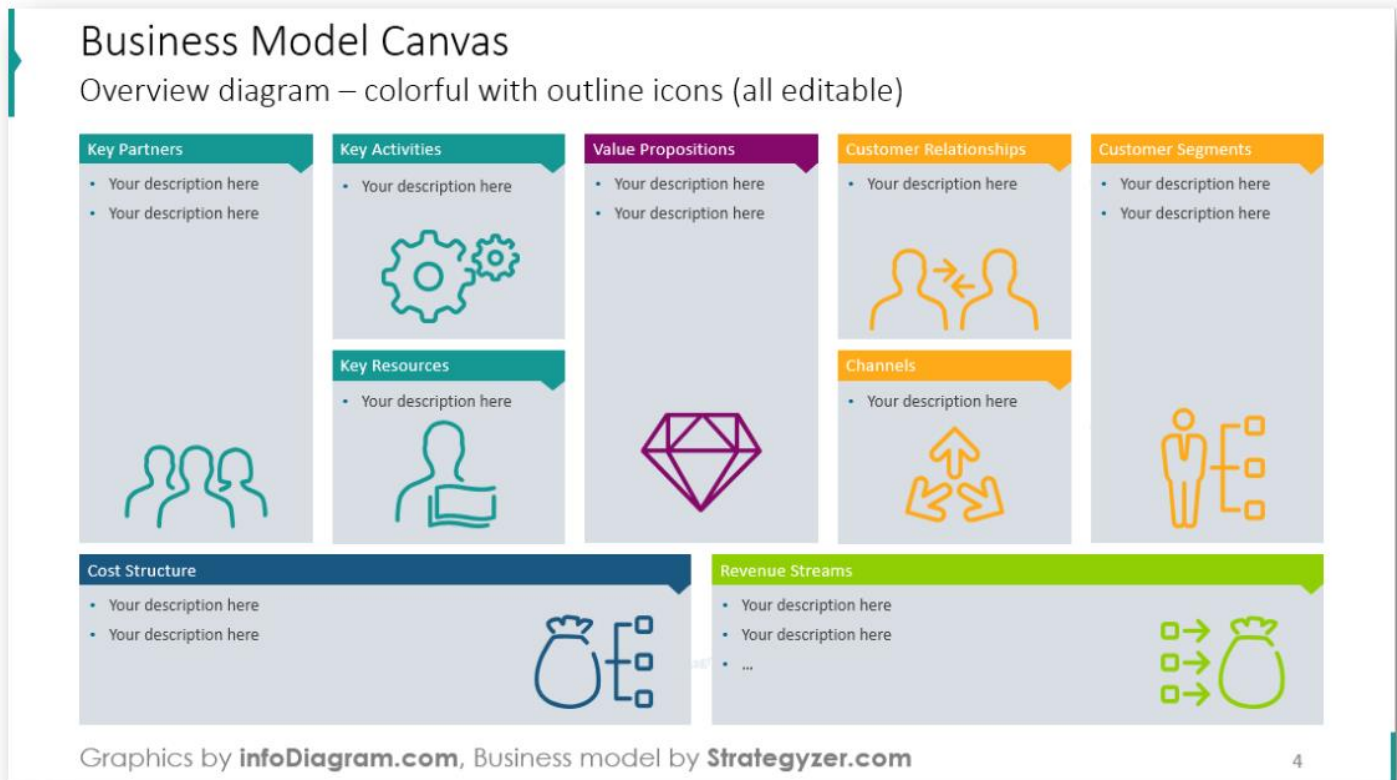 Business Model Canvas
Overview diagram – colorful with outline icons (all editable)
Key Partners
• Your description here
• Your description here
Key Activities
• Your description here
Key Resources
• Your description here
Value Propositions
• Your description here
• Your description here
Customer Relationships
• Your description here
Channels
• Your description here
Customer Segments
• Your description here
• Your description here
Cost Structure
• Your description here
• Your description here
Revenue Streams
• Your description here
• Your description here
• ...
Graphics by infoDiagram.com, Business model by Strategyzer.com
4